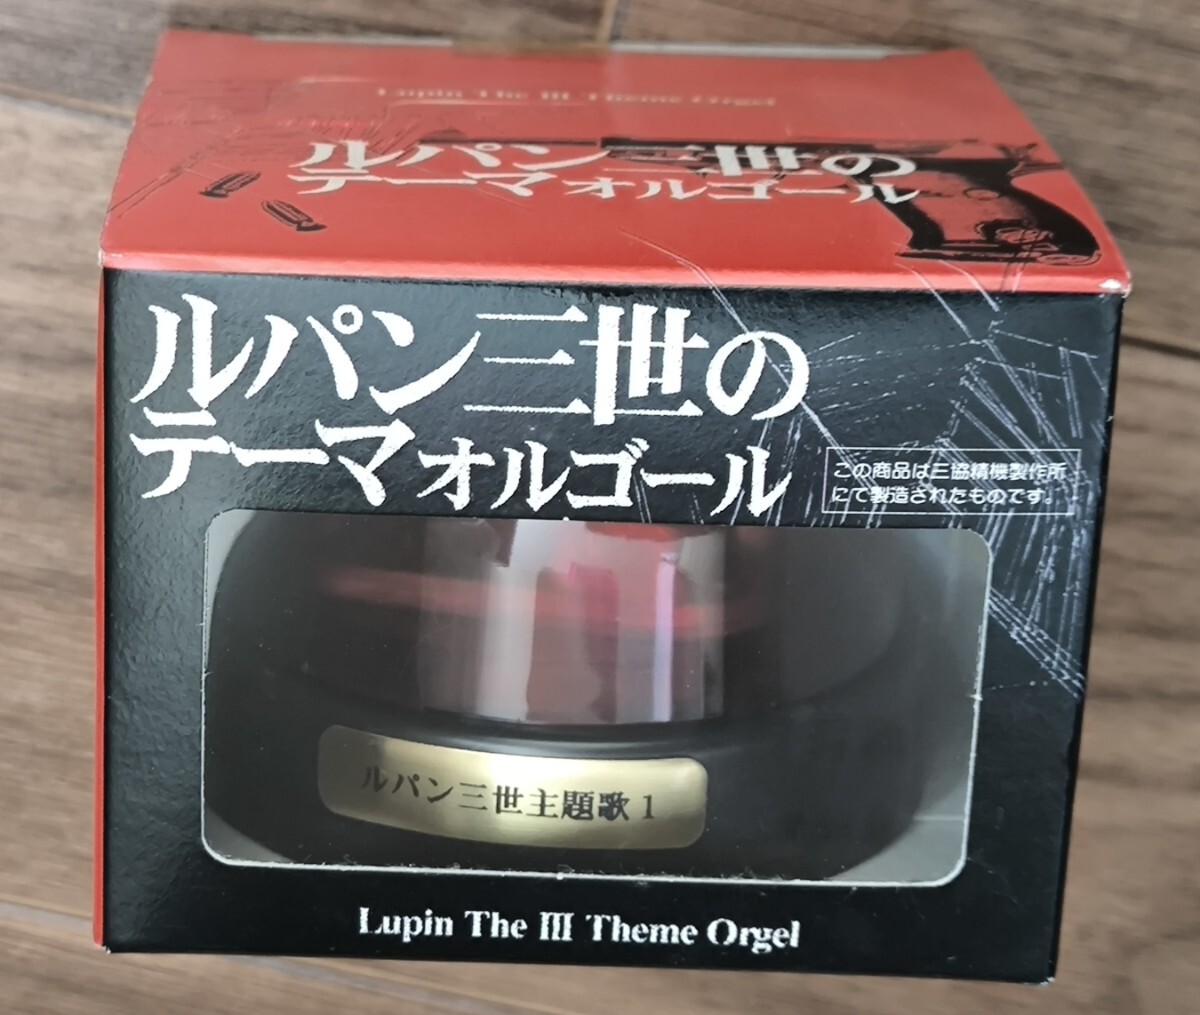 Lupin The III Theme Orgel
ルパン三世の
テーマオルゴール
ルパン三世の
テーマオルゴール
この商品は三協精機製作所
にて製造されたものです。
ルパン三世主題歌1
Lupin The III Theme Orgel